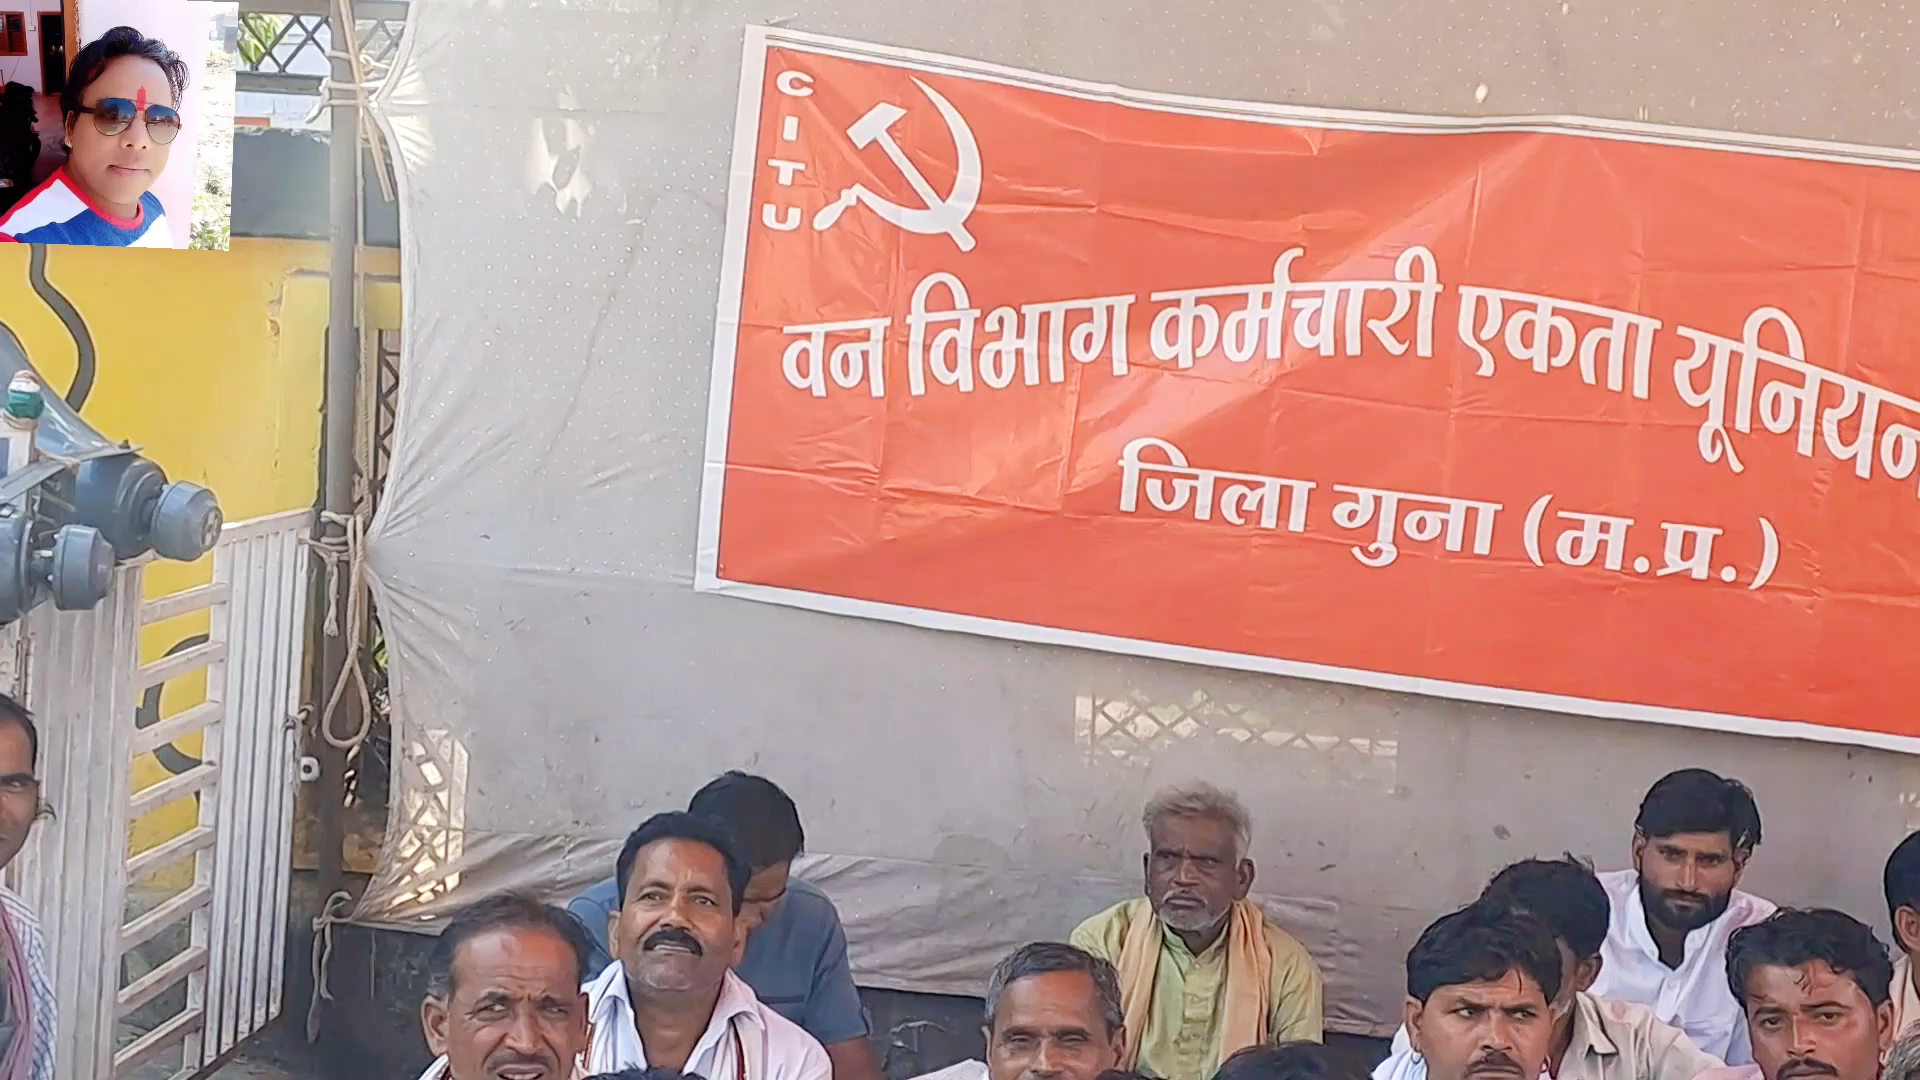 CITU
वन विभाग कर्मचारी एकता यूनियन
जिला गुना (म.प्र.)